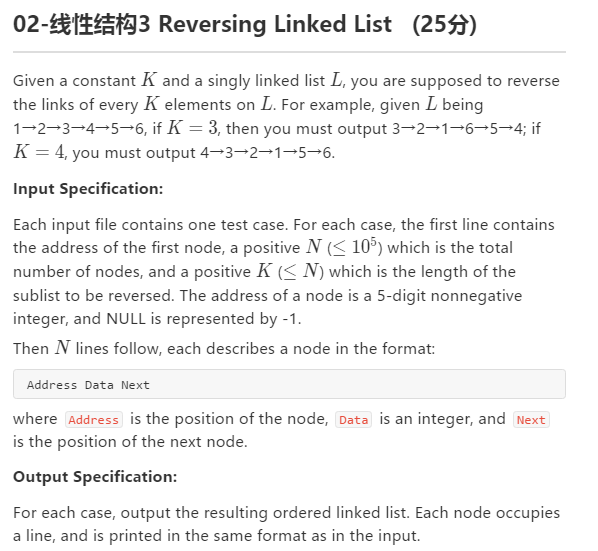 02-线性结构3 Reversing Linked List (25分)
Given a constant K and a singly linked list L, you are supposed to reverse
the links of every K elements on L. For example, given L being
1→2→3→4→5→6, if K = 3, then you must output 3→2→1→6→5→4; if
K = 4, you must output 4→3→2→1→5→6.
Input Specification:
Each input file contains one test case. For each case, the first line contains
the address of the first node, a positive N (≤ 10⁵) which is the total
number of nodes, and a positive K (≤ N) which is the length of the
sublist to be reversed. The address of a node is a 5-digit nonnegative
integer, and NULL is represented by -1.
Then N lines follow, each describes a node in the format:
Address Data Next
where Address is the position of the node, Data is an integer, and Next
is the position of the next node.
Output Specification:
For each case, output the resulting ordered linked list. Each node occupies
a line, and is printed in the same format as in the input.